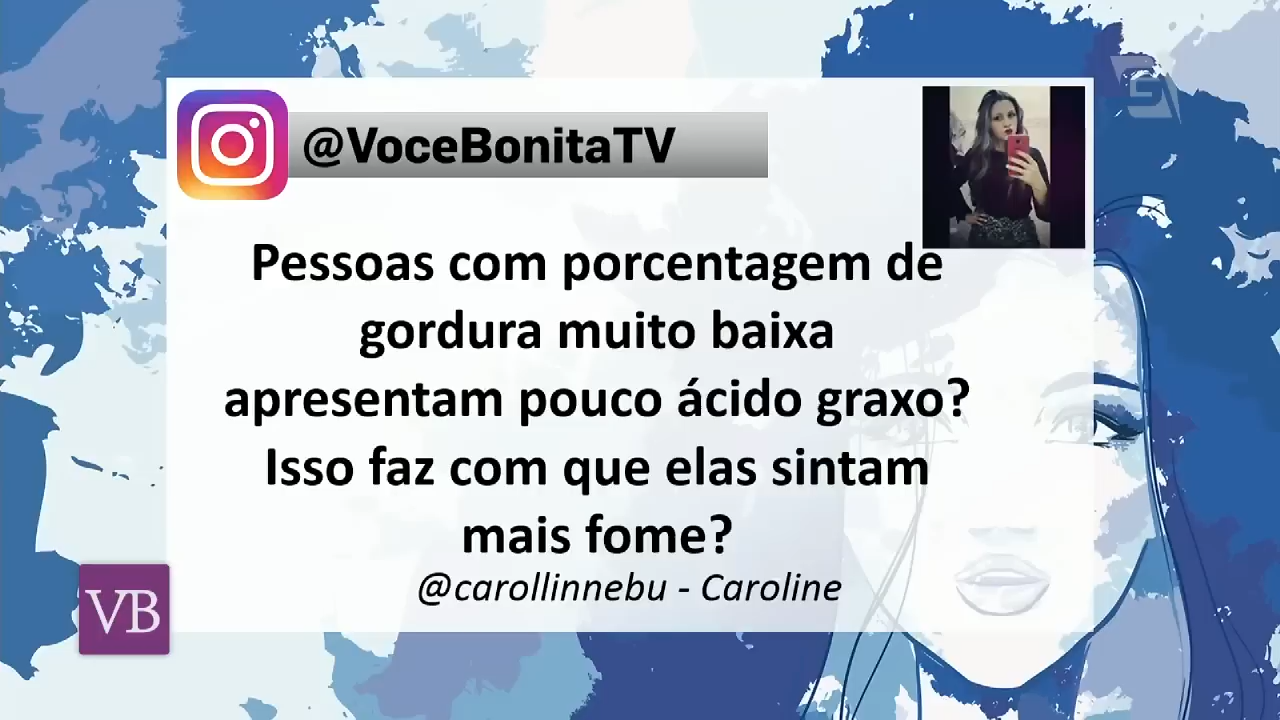 @VoceBonitaTV
Pessoas com porcentagem de
gordura muito baixa
apresentam pouco ácido graxo?
Isso faz com que elas sintam
mais fome?
@carollinnebu - Caroline
VB